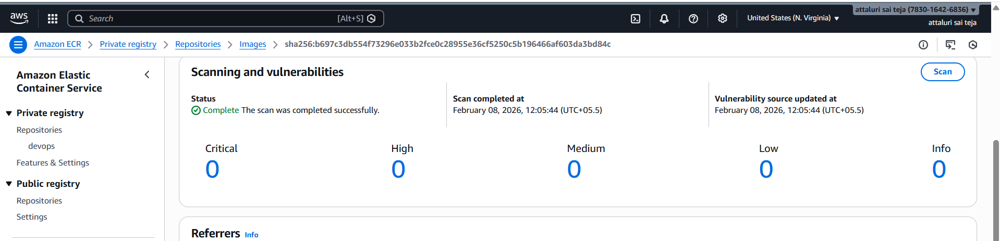 aws
Search
[Alt+S]
United States (N. Virginia)
attaluri sai teja (7830-1642-6836)
attaluri sai teja
Amazon ECR
Private registry
Repositories
Images
sha256:b697c3db554f73296e033b2fce0c28955e36cf5250c5b196466af603da3bd84c
Amazon Elastic
Container Service
Private registry
Repositories
devops
Features & Settings
Public registry
Repositories
Settings
Scanning and vulnerabilities
Scan
Status
Complete The scan was completed successfully.
Scan completed at
February 08, 2026, 12:05:44 (UTC+05.5)
Vulnerability source updated at
February 08, 2026, 12:05:44 (UTC+05.5)
Critical
0
High
0
Medium
0
Low
0
Info
0
Referrers Info